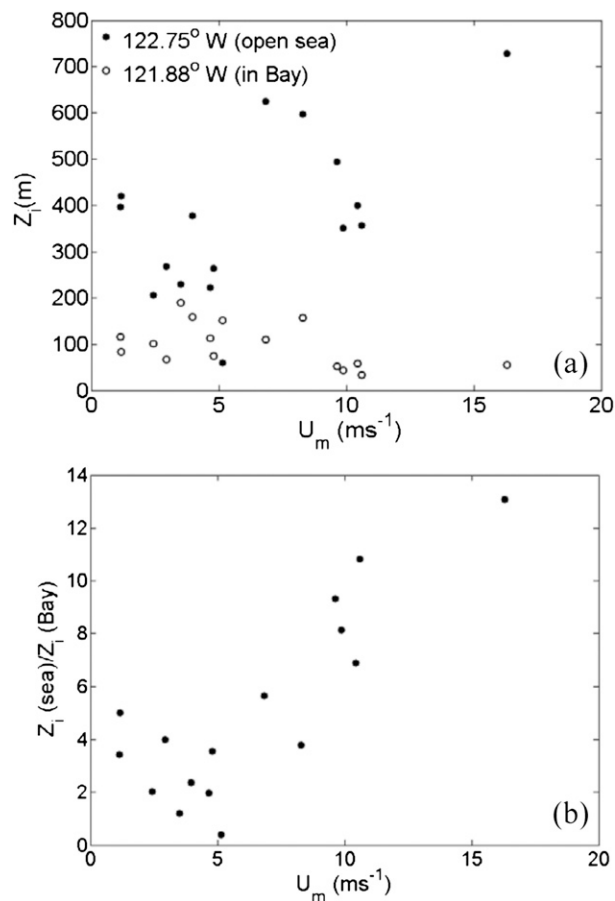 800
700
600
500
400
300
200
100
0
Z_i(m)
122.75° W (open sea)
121.88° W (in Bay)
(a)
0 5 10 15 20
U_m (ms⁻¹)
14
12
10
8
6
4
2
0
Z_i (sea)/Z_i (Bay)
(b)
0 5 10 15 20
U_m (ms⁻¹)